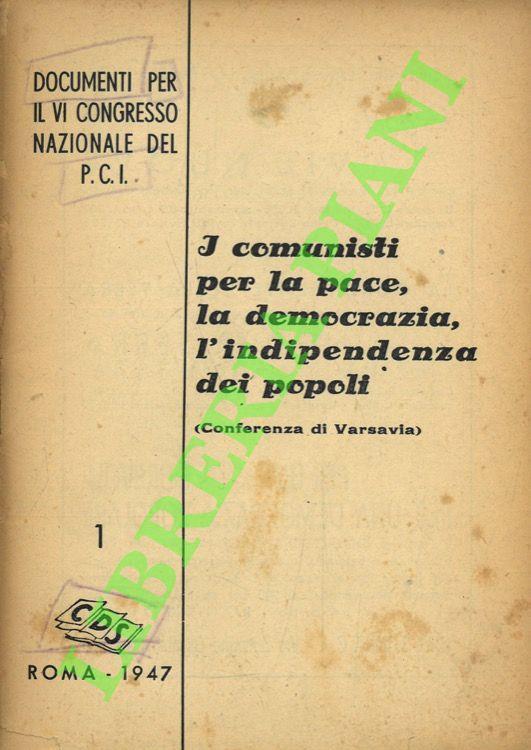 DOCUMENTI PER
IL VI CONGRESSO
NAZIONALE DEL
P.C.I.
I comunisti
per la pace,
la democrazia,
l'indipendenza
dei popoli
(Conferenza di Varsavia)
1
CDS
ROMA - 1947
LIBRERIA PIANI